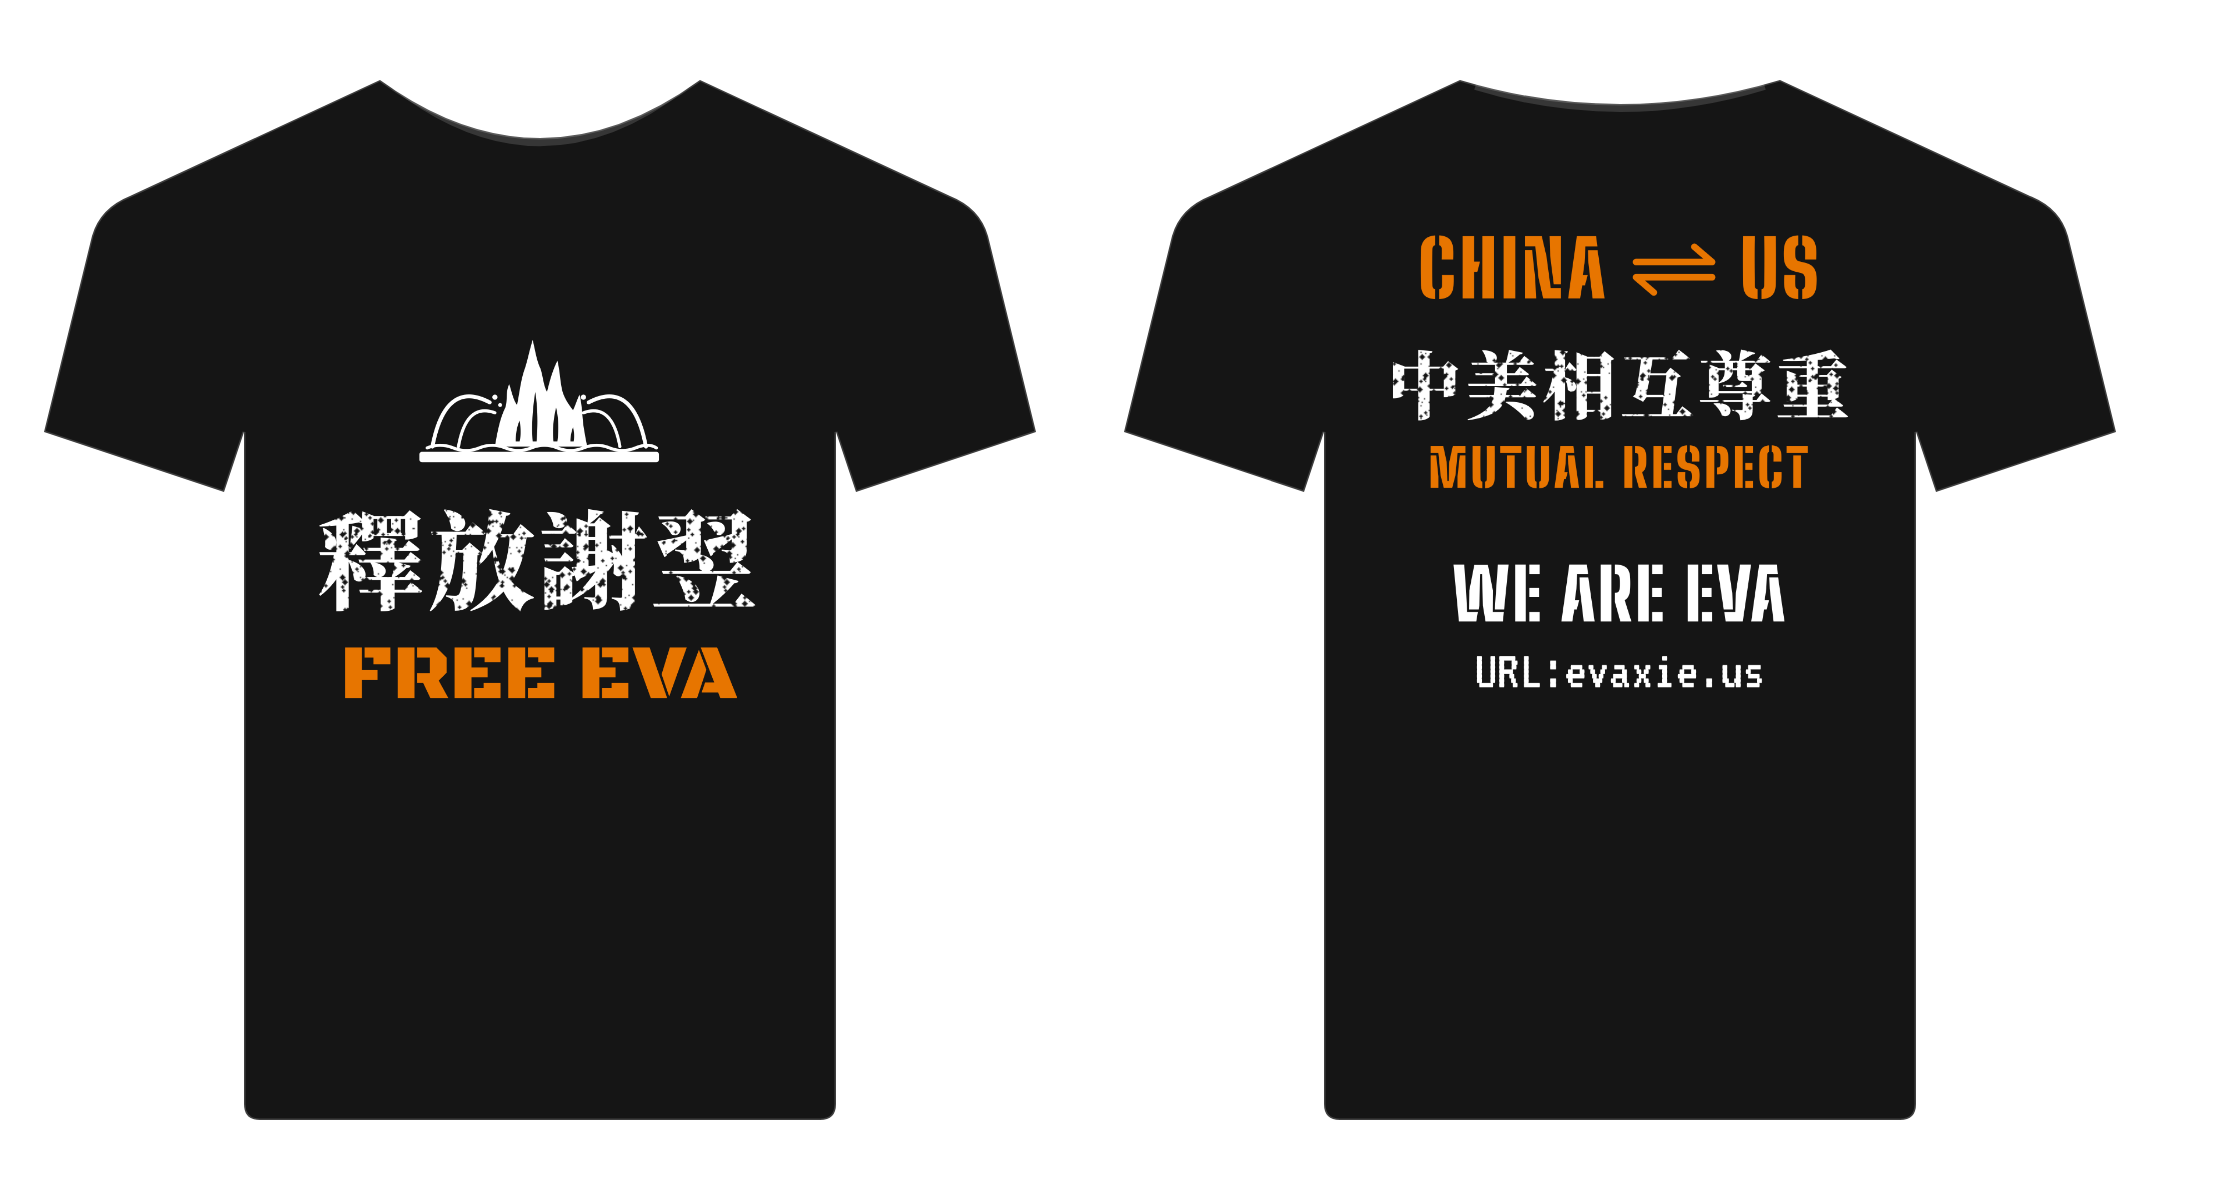 釋放謝翌
FREE EVA
CHINA ⇌ US
中美相互尊重
MUTUAL RESPECT
WE ARE EVA
URL:evaxie.us